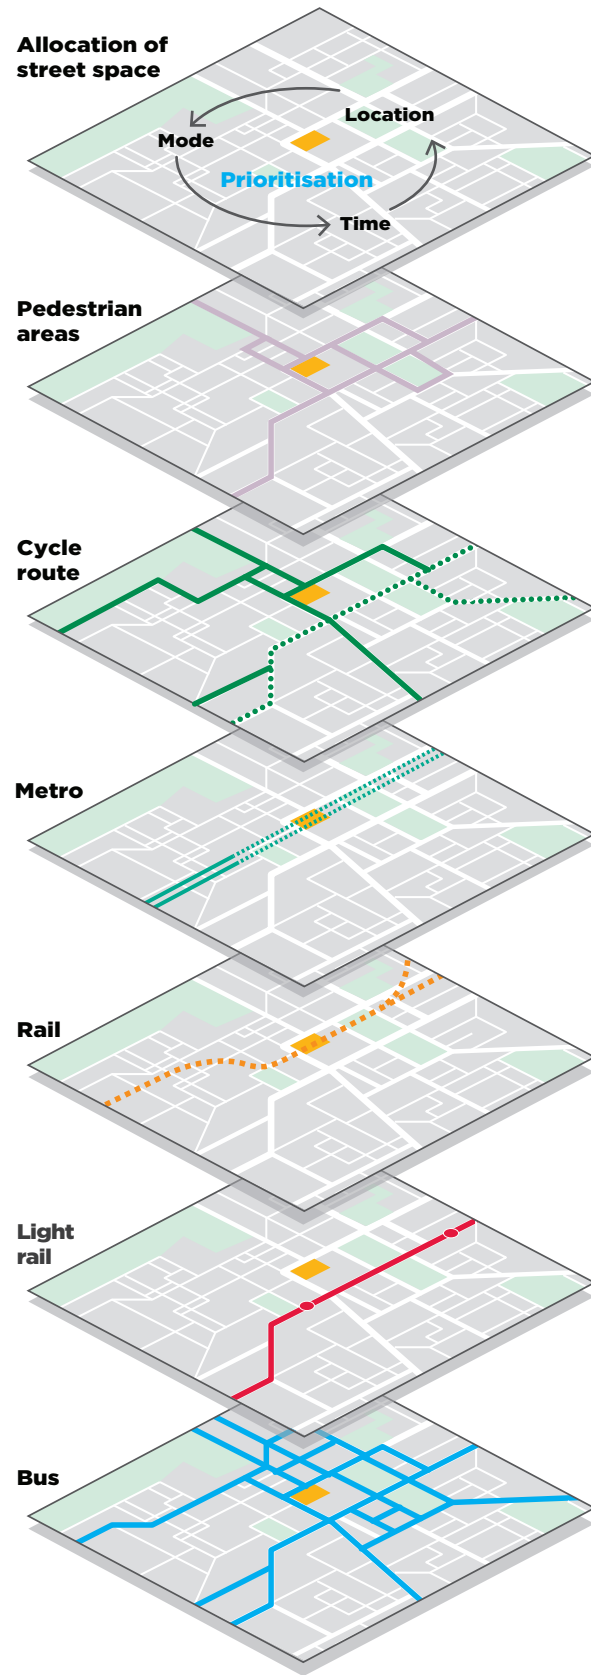 Allocation of
street space
Location
Mode
Prioritisation
Time
Pedestrian
areas
Cycle
route
Metro
Rail
Light
rail
Bus